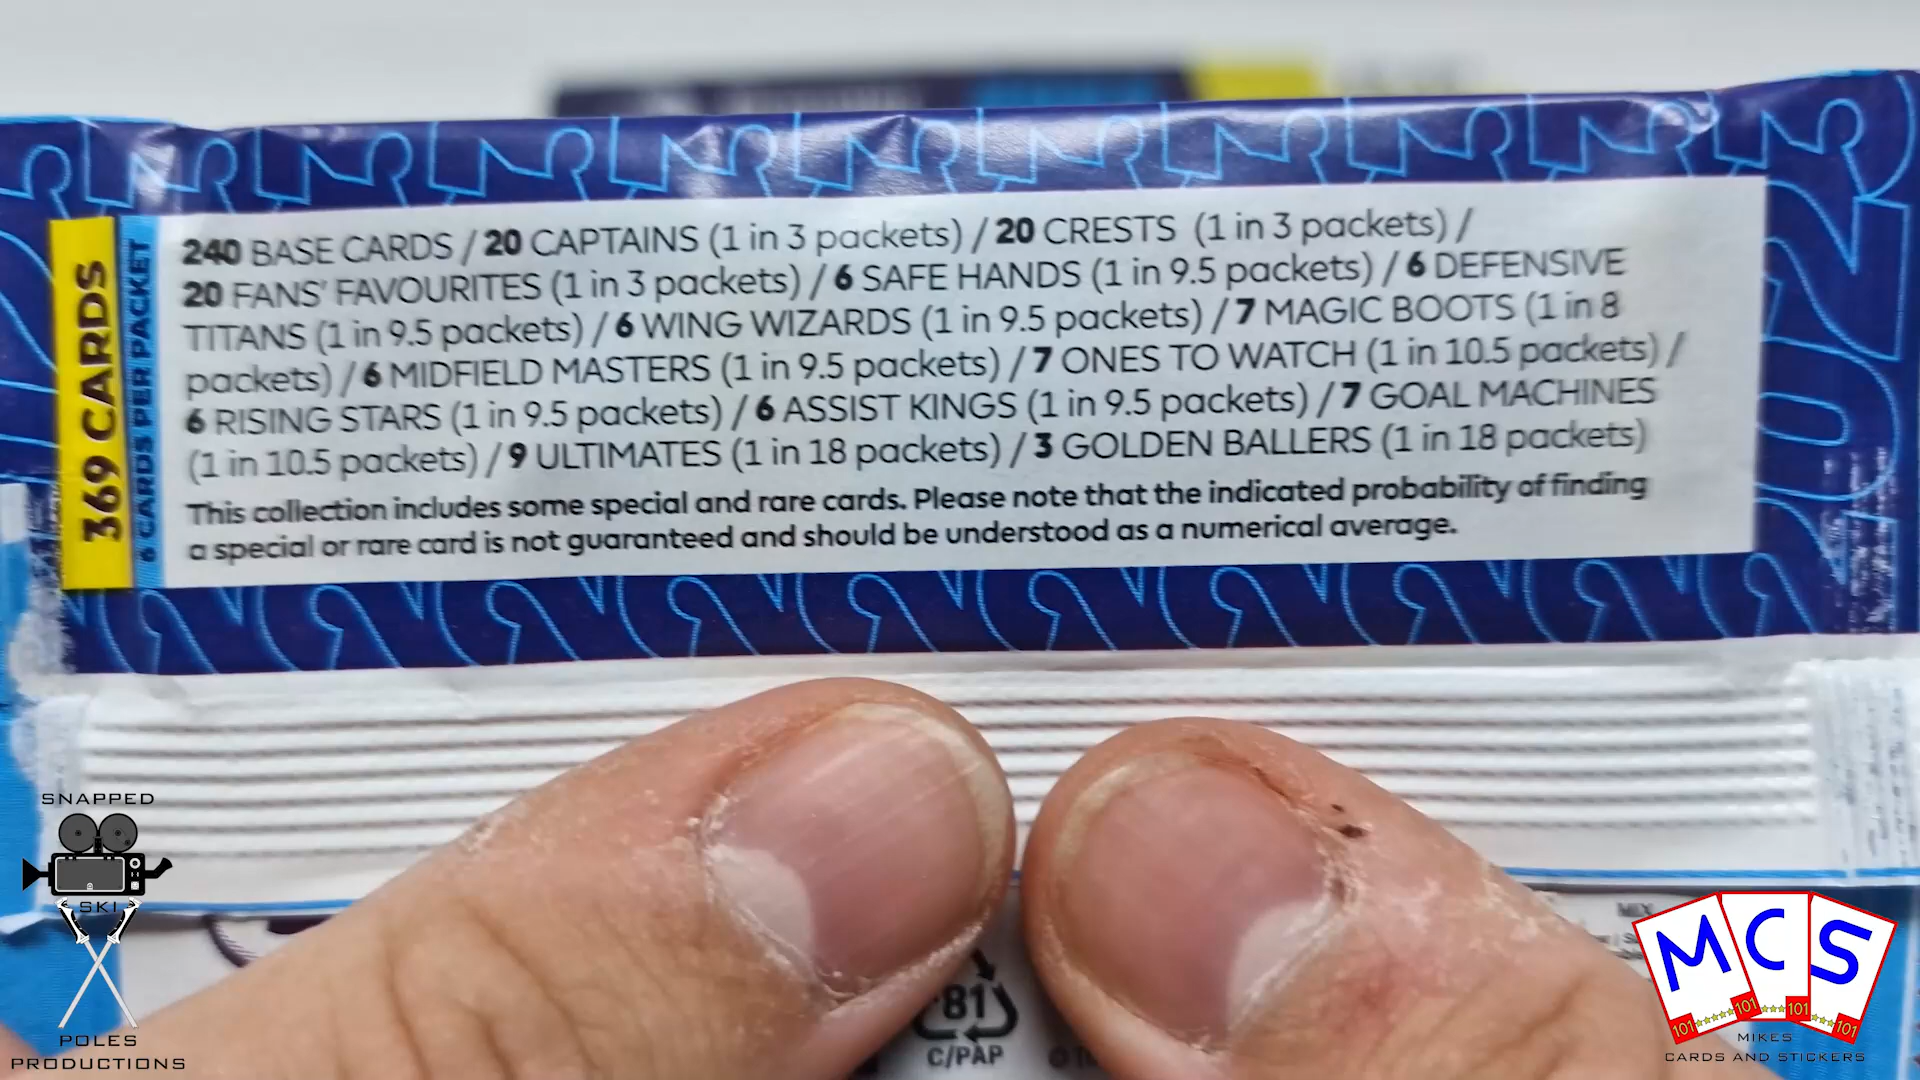 240 BASE CARDS / 20 CAPTAINS (1 in 3 packets) / 20 CRESTS (1 in 3 packets) /
20 FANS' FAVOURITES (1 in 3 packets) / 6 SAFE HANDS (1 in 9.5 packets) / 6 DEFENSIVE
TITANS (1 in 9.5 packets) / 6 WING WIZARDS (1 in 9.5 packets) / 7 MAGIC BOOTS (1 in 8
packets) / 6 MIDFIELD MASTERS (1 in 9.5 packets) / 7 ONES TO WATCH (1 in 10.5 packets) /
6 RISING STARS (1 in 9.5 packets) / 6 ASSIST KINGS (1 in 9.5 packets) / 7 GOAL MACHINES
(1 in 10.5 packets) / 9 ULTIMATES (1 in 18 packets) / 3 GOLDEN BALLERS (1 in 18 packets)
This collection includes some special and rare cards. Please note that the indicated probability of finding
a special or rare card is not guaranteed and should be understood as a numerical average.
369 CARDS
6 CARDS PER PACKET
SNAPPED
SKI
POLES
PRODUCTIONS
81
C/PAP
MCS
101 101 101 101
MIKES
CARDS AND STICKERS